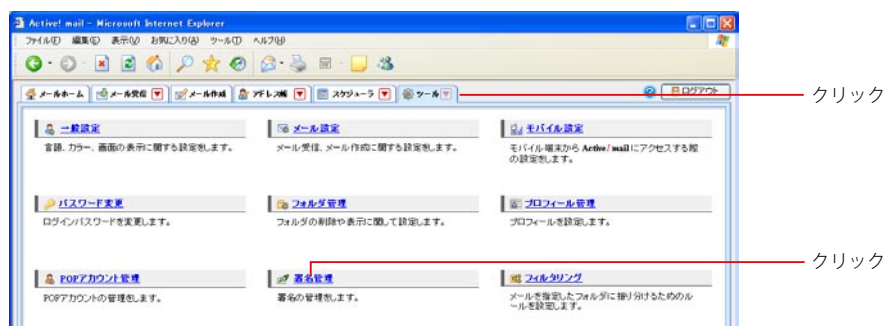 Active! mail - Microsoft Internet Explorer
ファイル(F) 編集(E) 表示(V) お気に入り(A) ツール(T) ヘルプ(H)
メールホーム メール受信 メール作成 アドレス帳 スケジューラ ツール ログアウト
クリック
一般設定 メール設定 モバイル設定
言語、カラー、画面の表示に関する設定をします。 メール受信、メール作成に関する設定をします。 モバイル端末から Active! mail にアクセスする際
の設定をします。
パスワード変更 フォルダ管理 プロフィール管理
ログインパスワードを変更します。 フォルダの削除や表示に関して設定します。 プロフィールを設定します。
クリック
POPアカウント管理 署名管理 フィルタリング
POPアカウントの管理をします。 署名の管理をします。 メールを指定したフォルダに振り分けるためのル
ールを設定します。